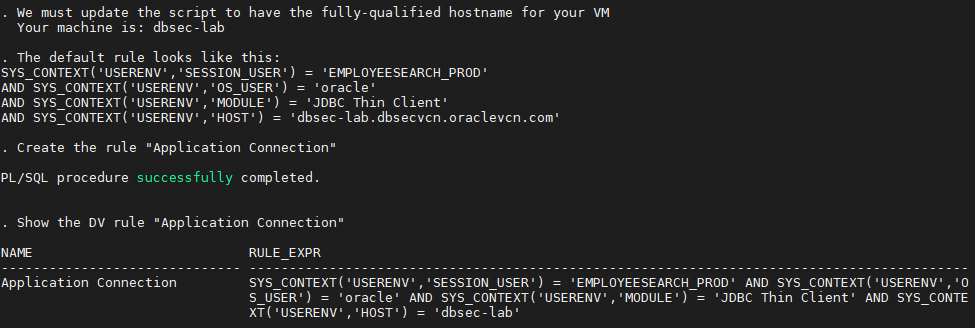 . We must update the script to have the fully-qualified hostname for your VM
Your machine is: dbsec-lab
. The default rule looks like this:
SYS_CONTEXT('USERENV','SESSION_USER') = 'EMPLOYEESEARCH_PROD'
AND SYS_CONTEXT('USERENV','OS_USER') = 'oracle'
AND SYS_CONTEXT('USERENV','MODULE') = 'JDBC Thin Client'
AND SYS_CONTEXT('USERENV','HOST') = 'dbsec-lab.dbsecvcn.oraclevcn.com'
. Create the rule "Application Connection"
PL/SQL procedure successfully completed.
. Show the DV rule "Application Connection"
NAME RULE_EXPR
------------------------------ ------------------------------------------------------------------------------------------
Application Connection SYS_CONTEXT('USERENV','SESSION_USER') = 'EMPLOYEESEARCH_PROD' AND SYS_CONTEXT('USERENV','O
S_USER') = 'oracle' AND SYS_CONTEXT('USERENV','MODULE') = 'JDBC Thin Client' AND SYS_CONTE
XT('USERENV','HOST') = 'dbsec-lab'